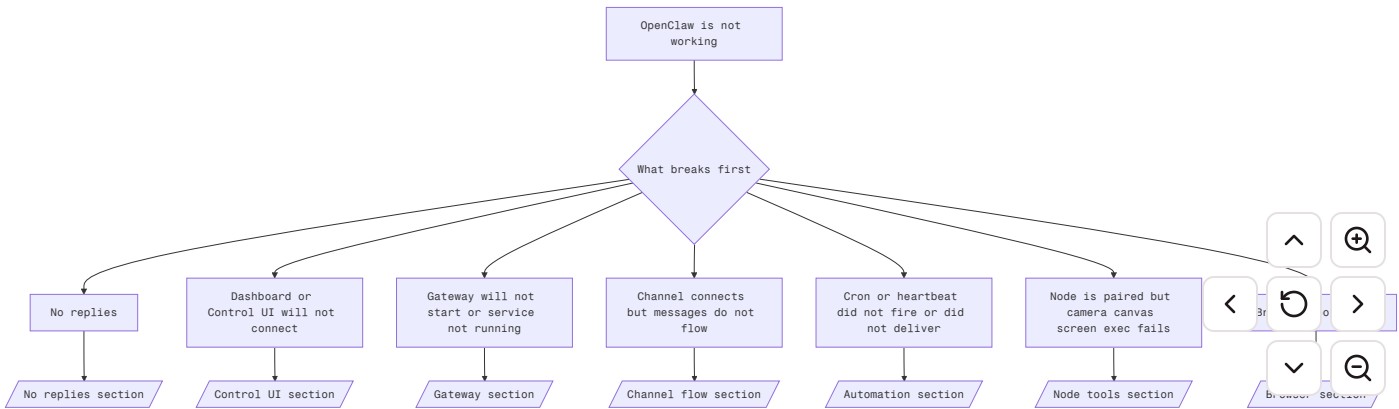 OpenClaw is not
working
What breaks first
No replies
Dashboard or
Control UI will not
connect
Gateway will not
start or service
not running
Channel connects
but messages do not
flow
Cron or heartbeat
did not fire or did
not deliver
Node is paired but
camera canvas
screen exec fails
No replies section
Control UI section
Gateway section
Channel flow section
Automation section
Node tools section
Browser section